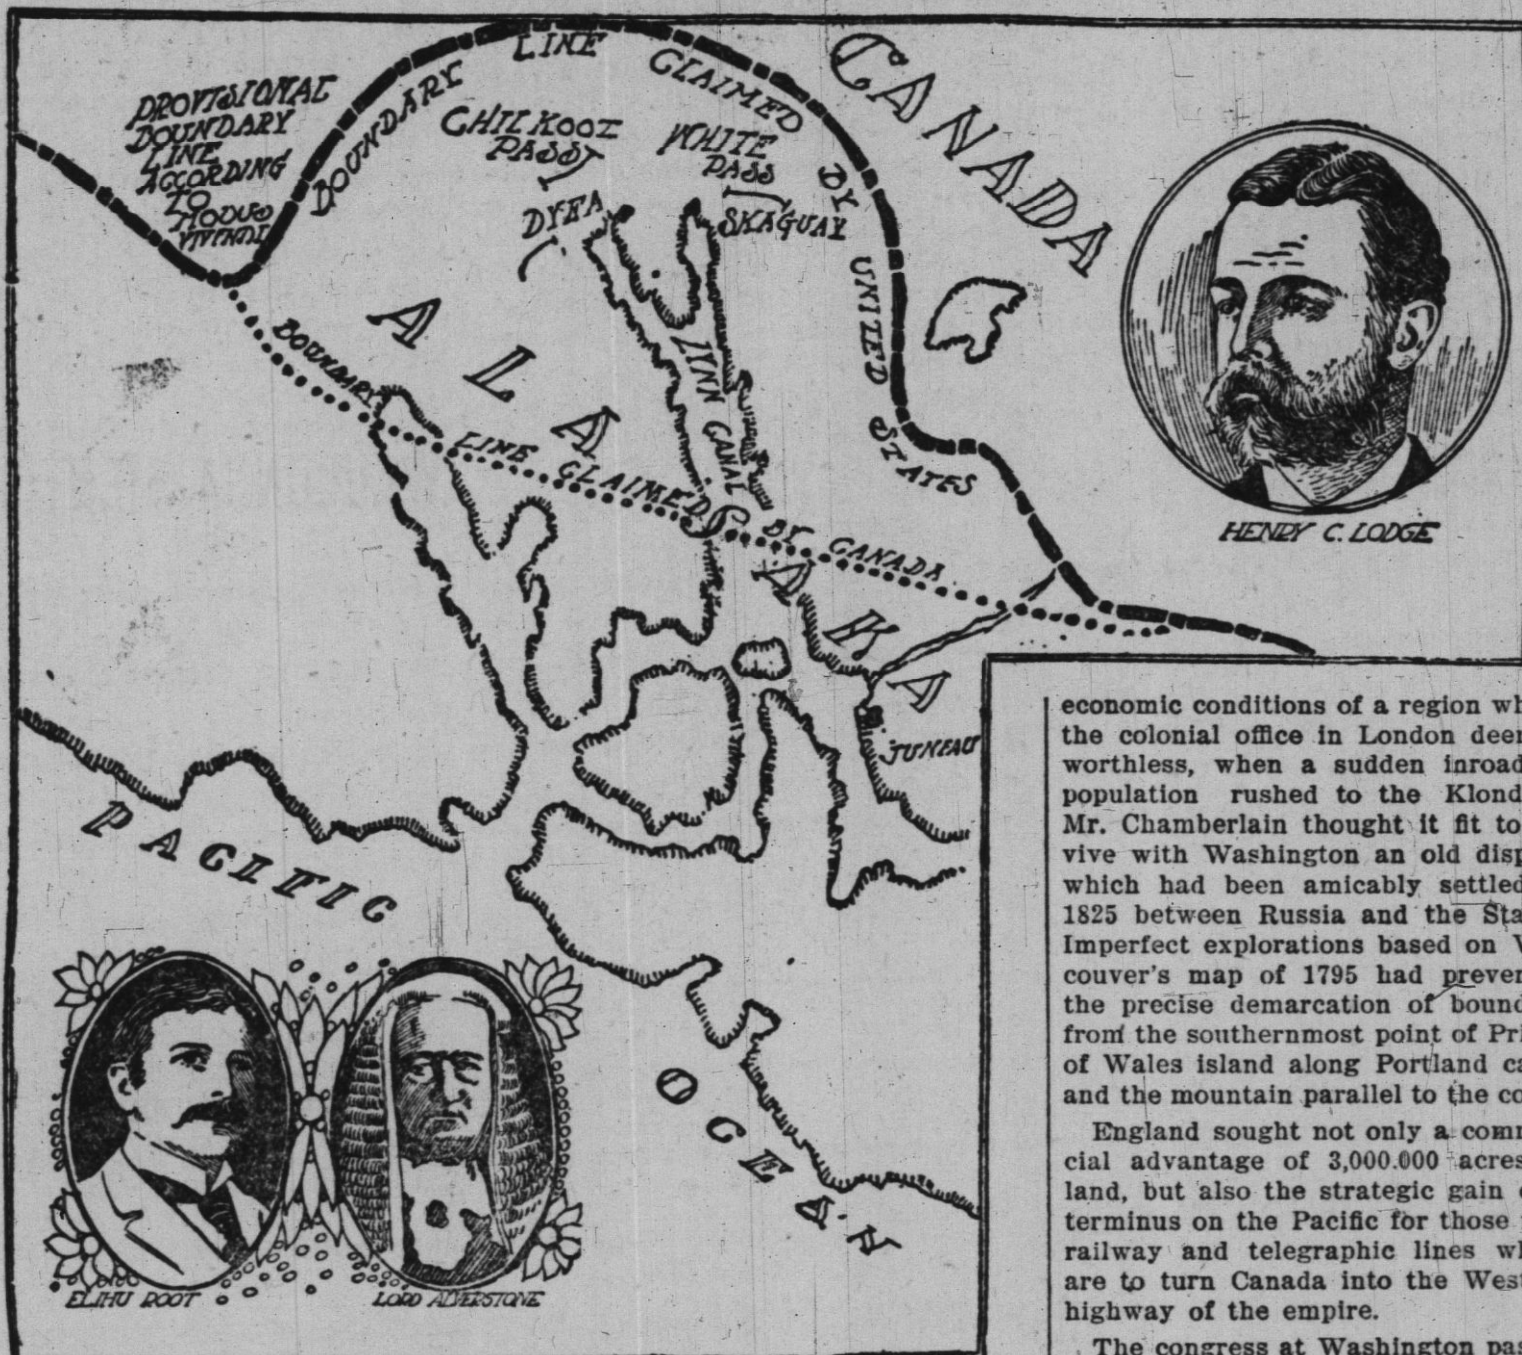 PROVISIONAL
BOUNDARY
LINE
ACCORDING
TO
MODUS
VIVENDI
BOUNDARY LINE CLAIMED BY UNITED STATES
CANADA
CHILKOOT
PASS
WHITE
PASS
DYEA
SKAGUAY
ALASKA
LYNN CANAL
BOUNDARY LINE CLAIMED BY CANADA
JUNEAU
PACIFIC OCEAN
HENRY C. LODGE
ELIHU ROOT
LORD ALVERSTONE
economic conditions of a region wh
the colonial office in London deem
worthless, when a sudden inroad
population rushed to the Klond
Mr. Chamberlain thought it fit to
vive with Washington an old disp
which had been amicably settled
1825 between Russia and the Sta
Imperfect explorations based on V
couver's map of 1795 had preven
the precise demarcation of bound
from the southernmost point of Pri
of Wales island along Portland ca
and the mountain parallel to the co
England sought not only a comm
cial advantage of 3,000.000 acres
land, but also the strategic gain
terminus on the Pacific for those
railway and telegraphic lines wh
are to turn Canada into the West
highway of the empire.
The congress at Washington pas